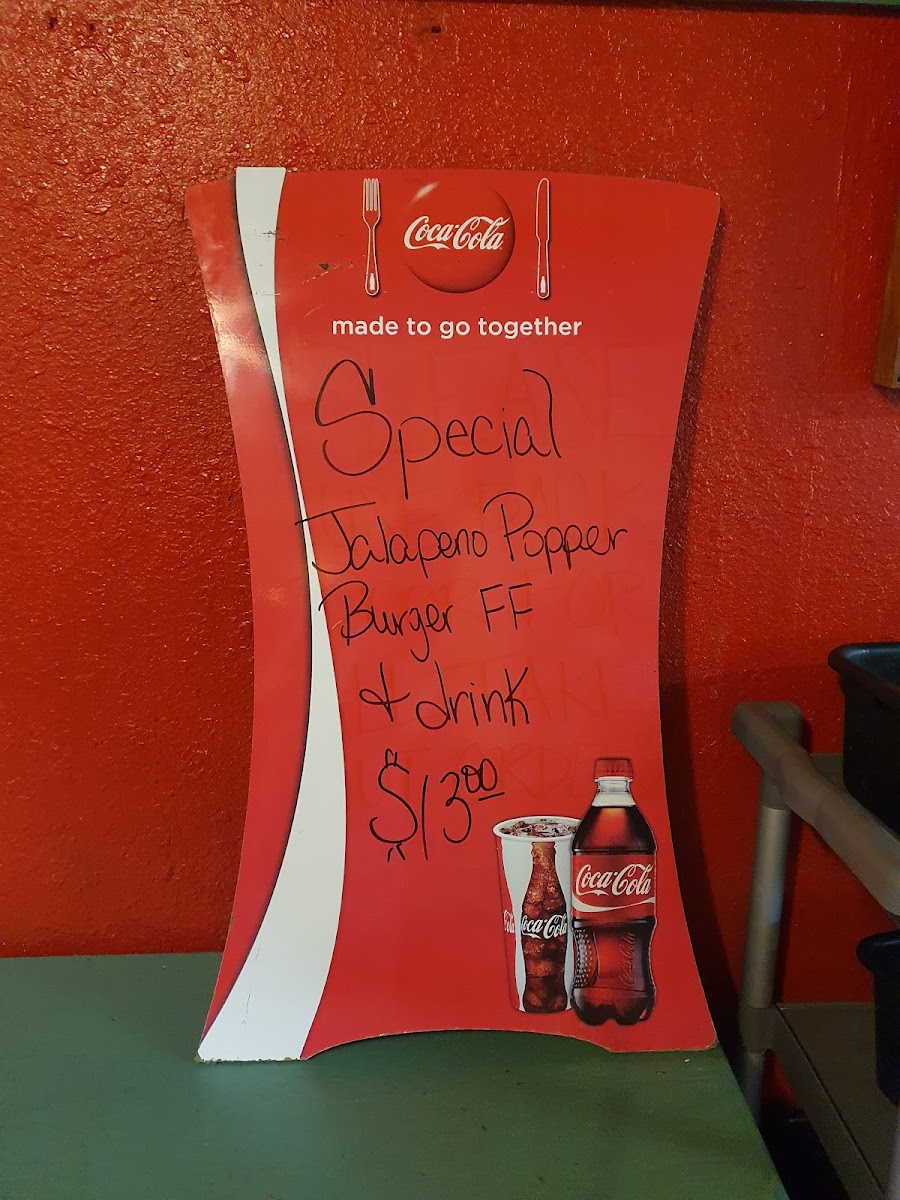 Coca-Cola
made to go together
Special
Jalapeno Popper
Burger FF
& drink
$13.00
Coca-Cola
Coca-Cola